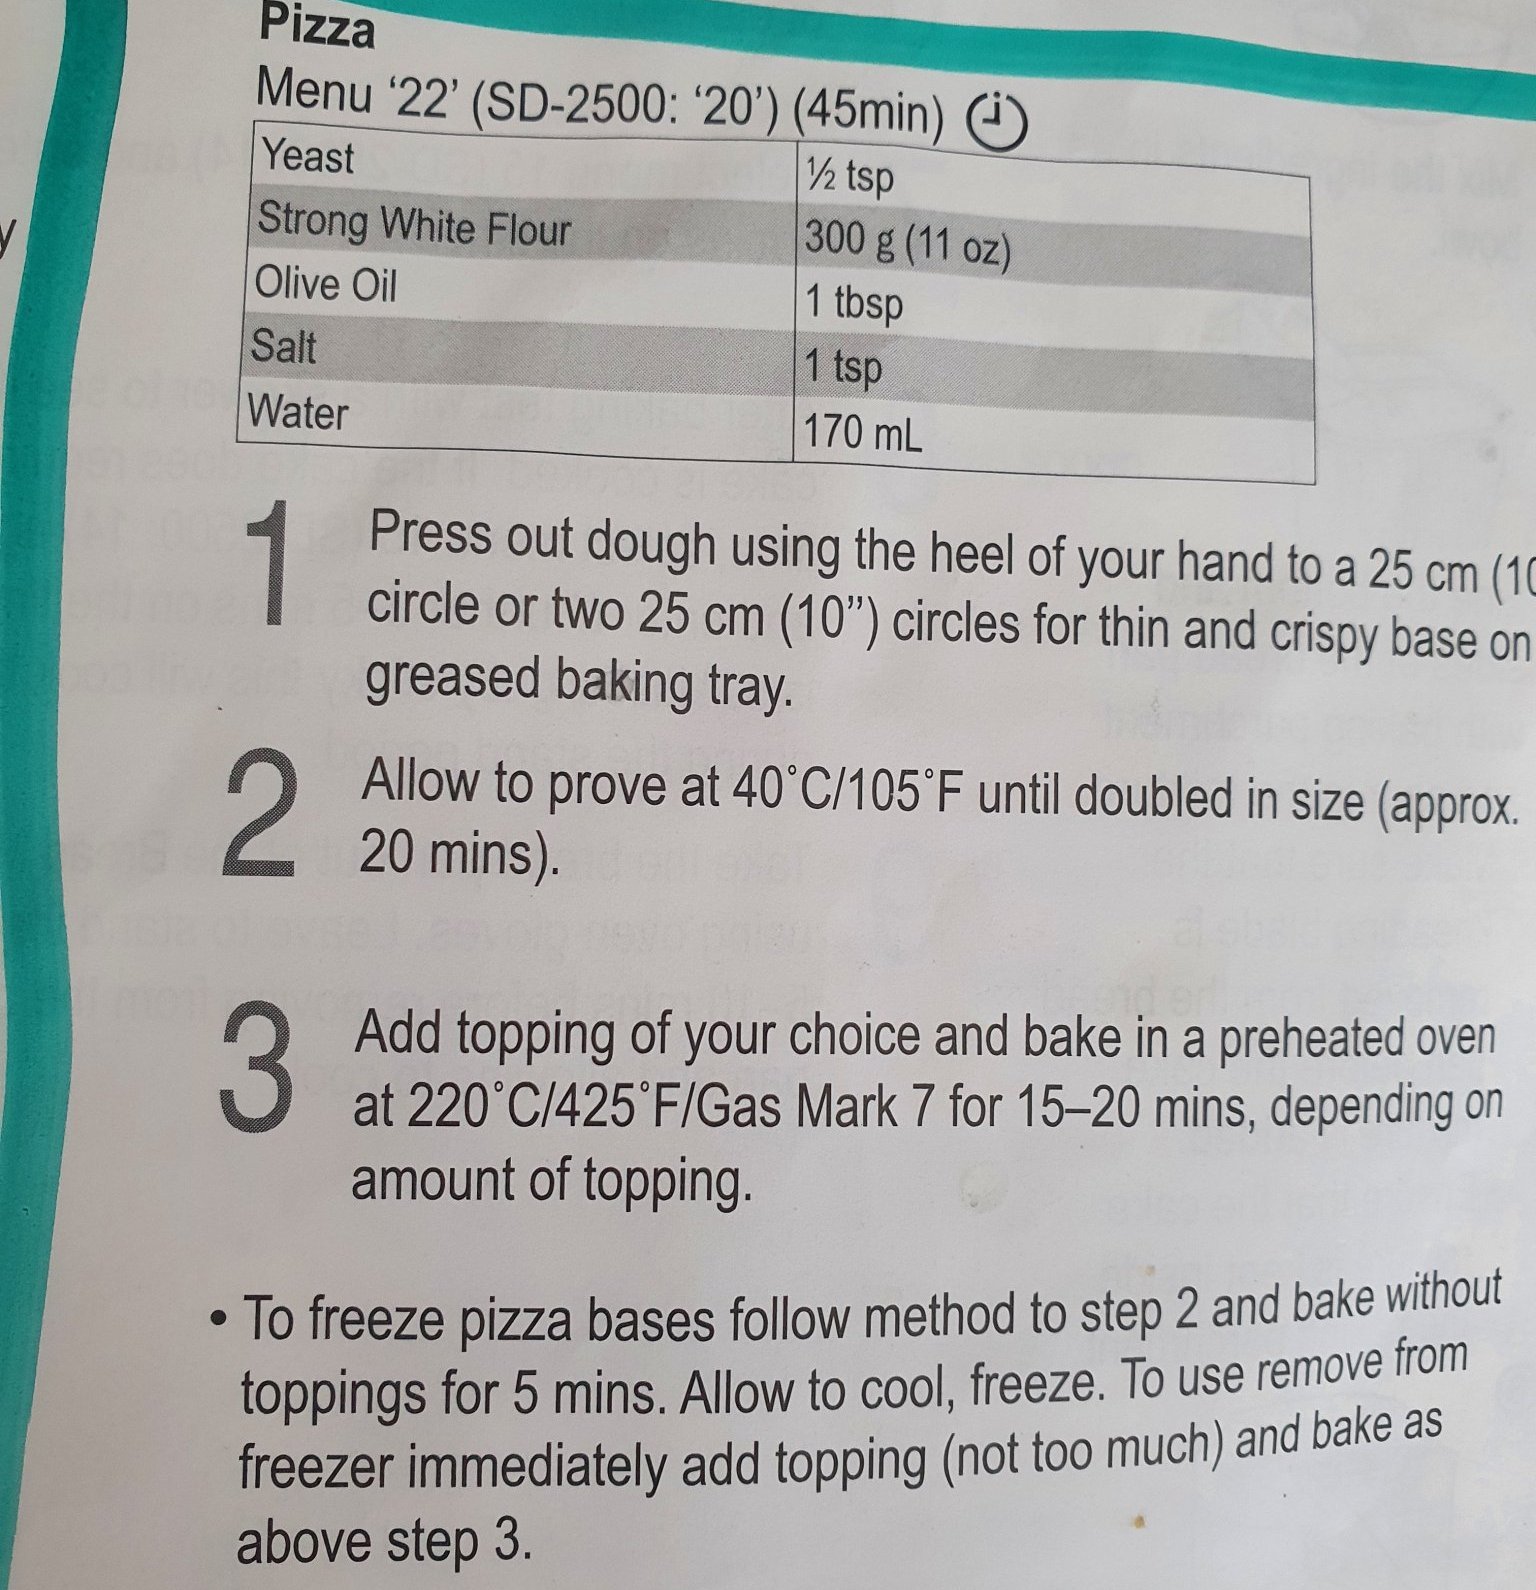 Pizza
Menu ‘22’ (SD-2500: ‘20’) (45min)
Yeast ½ tsp
Strong White Flour 300 g (11 oz)
Olive Oil 1 tbsp
Salt 1 tsp
Water 170 mL
1 Press out dough using the heel of your hand to a 25 cm
circle or two 25 cm (10”) circles for thin and crispy base on
greased baking tray.
2 Allow to prove at 40˚C/105˚F until doubled in size (approx.
20 mins).
3 Add topping of your choice and bake in a preheated oven
at 220˚C/425˚F/Gas Mark 7 for 15–20 mins, depending on
amount of topping.
• To freeze pizza bases follow method to step 2 and bake without
toppings for 5 mins. Allow to cool, freeze. To use remove from
freezer immediately add topping (not too much) and bake as
above step 3.